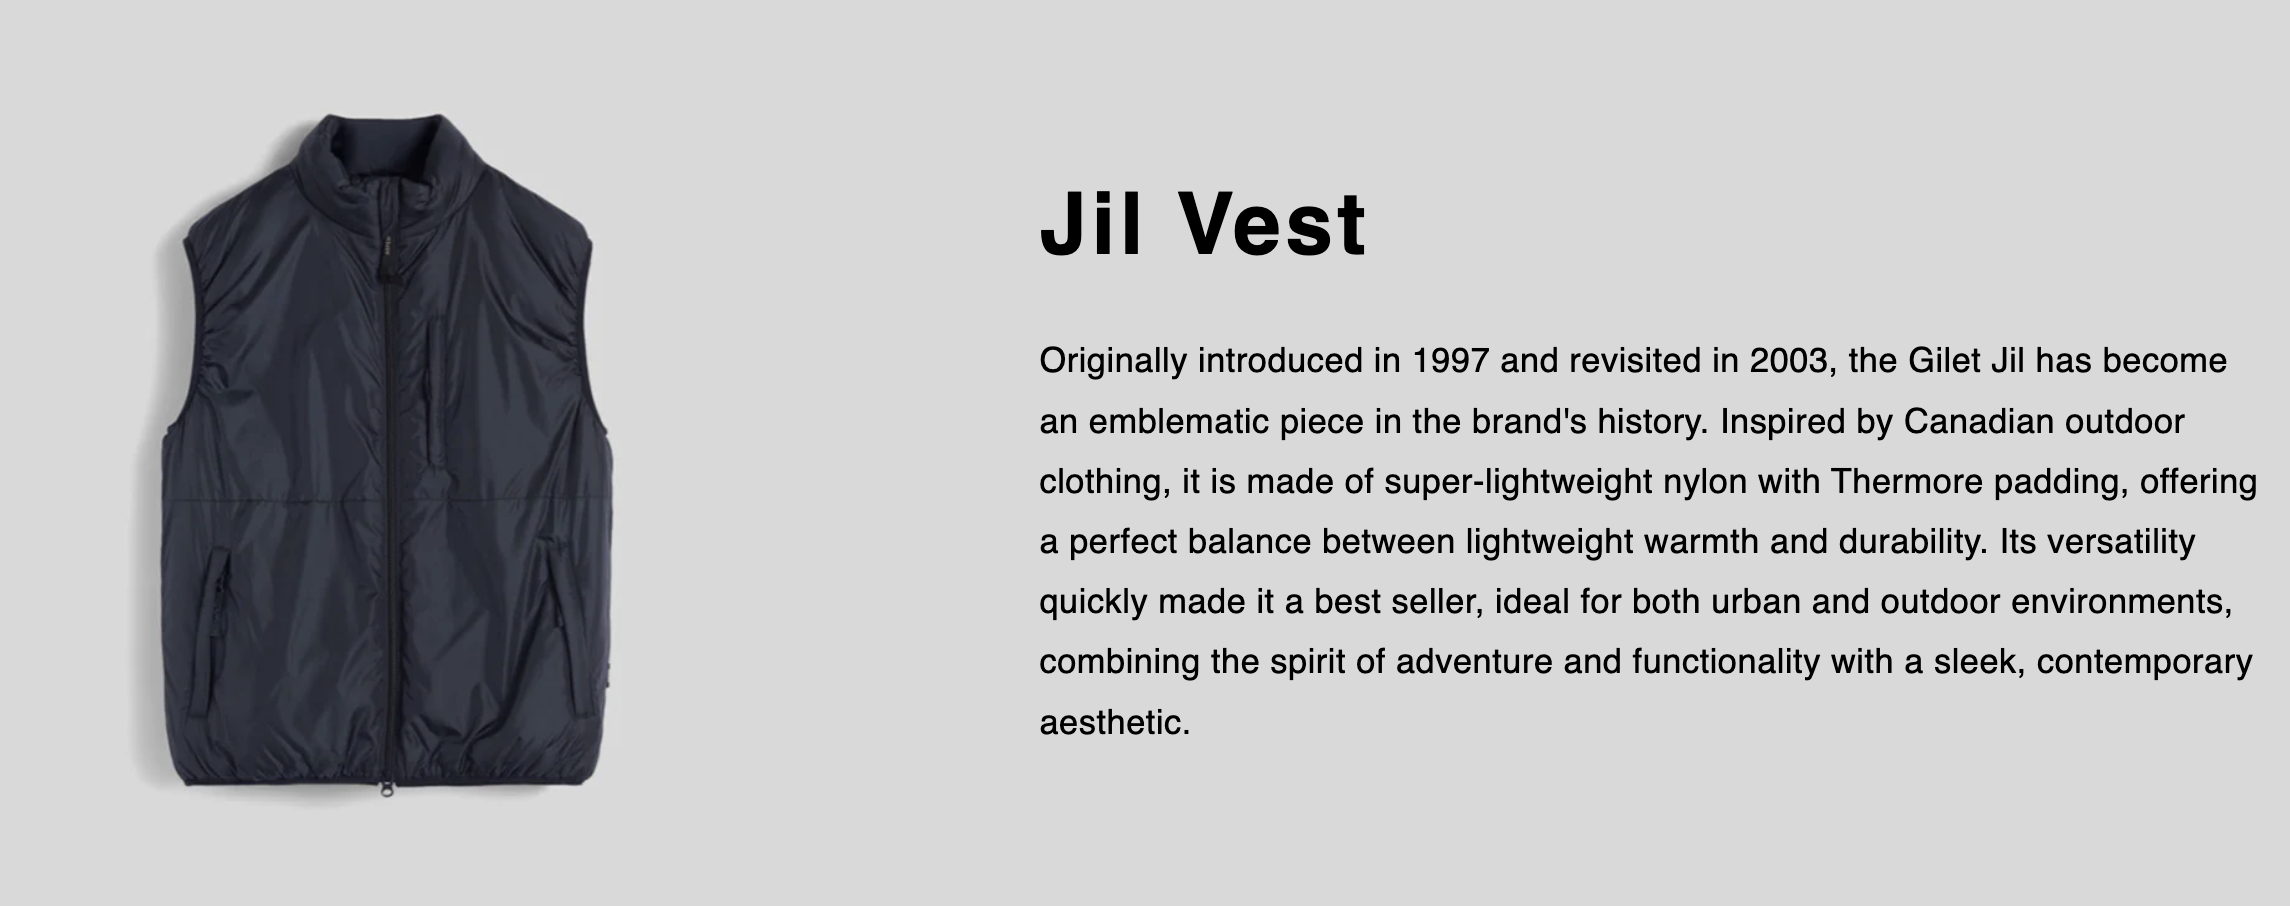 Jil Vest
Originally introduced in 1997 and revisited in 2003, the Gilet Jil has become
an emblematic piece in the brand's history. Inspired by Canadian outdoor
clothing, it is made of super-lightweight nylon with Thermore padding, offering
a perfect balance between lightweight warmth and durability. Its versatility
quickly made it a best seller, ideal for both urban and outdoor environments,
combining the spirit of adventure and functionality with a sleek, contemporary
aesthetic.